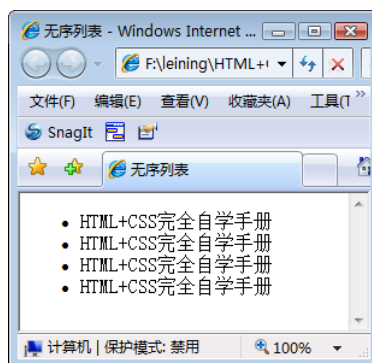 无序列表 - Windows Internet ...
F:\leining\HTML+
文件(F) 编辑(E) 查看(V) 收藏夹(A) 工具(T
SnagIt
无序列表
• HTML+CSS完全自学手册
• HTML+CSS完全自学手册
• HTML+CSS完全自学手册
• HTML+CSS完全自学手册
计算机 | 保护模式: 禁用 100%